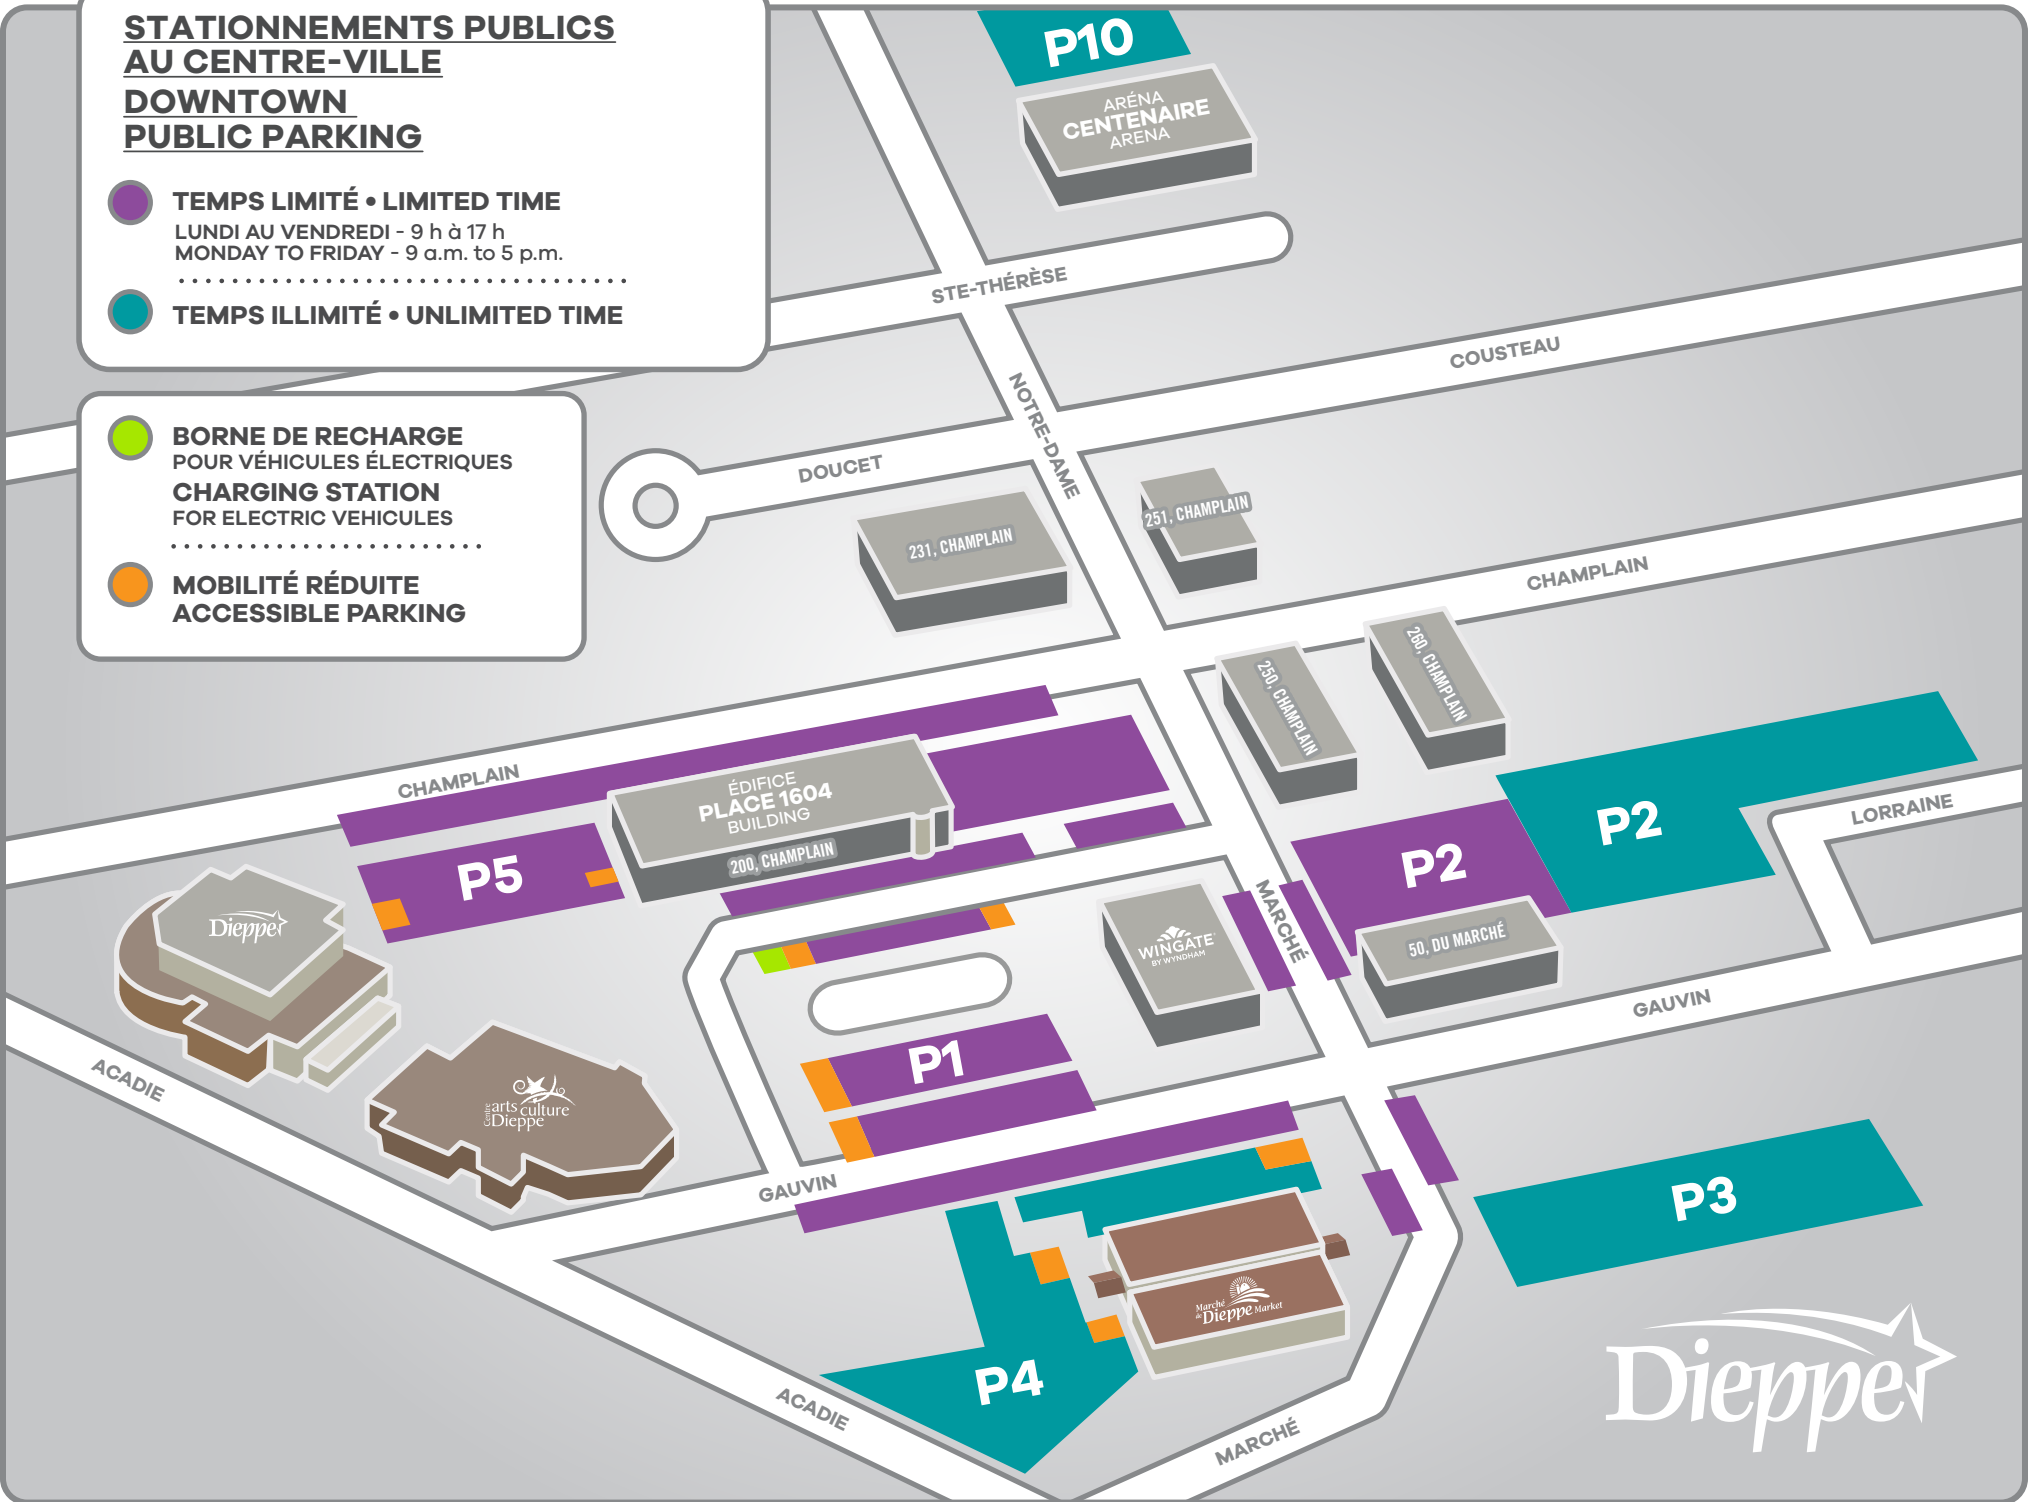 STATIONNEMENTS PUBLICS
AU CENTRE-VILLE
DOWNTOWN
PUBLIC PARKING
TEMPS LIMITÉ • LIMITED TIME
LUNDI AU VENDREDI - 9 h à 17 h
MONDAY TO FRIDAY - 9 a.m. to 5 p.m.
TEMPS ILLIMITÉ • UNLIMITED TIME
BORNE DE RECHARGE
POUR VÉHICULES ÉLECTRIQUES
CHARGING STATION
FOR ELECTRIC VEHICULES
MOBILITÉ RÉDUITE
ACCESSIBLE PARKING
P10
ARÉNA
CENTENAIRE
ARENA
STE-THÉRÈSE
COUSTEAU
NOTRE-DAME
DOUCET
251, CHAMPLAIN
231, CHAMPLAIN
CHAMPLAIN
260, CHAMPLAIN
250, CHAMPLAIN
CHAMPLAIN
ÉDIFICE
PLACE 1604
BUILDING
200, CHAMPLAIN
P2
P2
LORRAINE
P5
Dieppe
MARCHÉ
WINGATE
BY WYNDHAM
50, DU MARCHÉ
GAUVIN
P1
ACADIE
Centre
arts culture
Dieppe
GAUVIN
P3
Marché
de Dieppe Market
P4
ACADIE
MARCHÉ
Dieppe